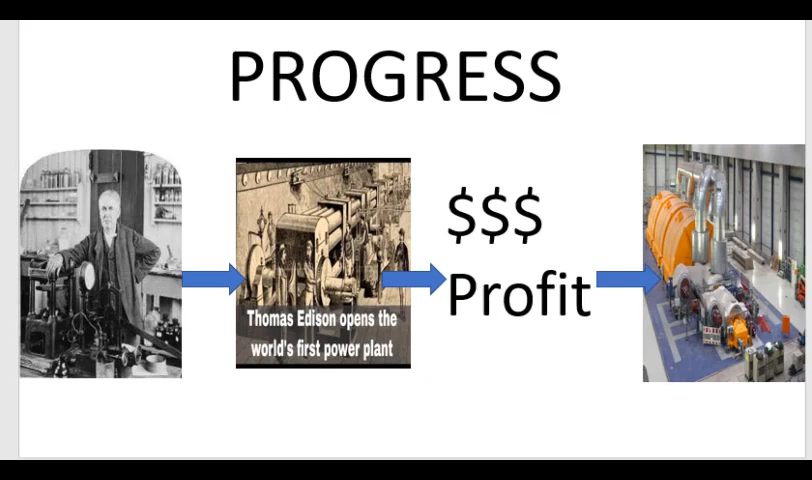 PROGRESS
Thomas Edison opens the
world's first power plant
$$$
Profit